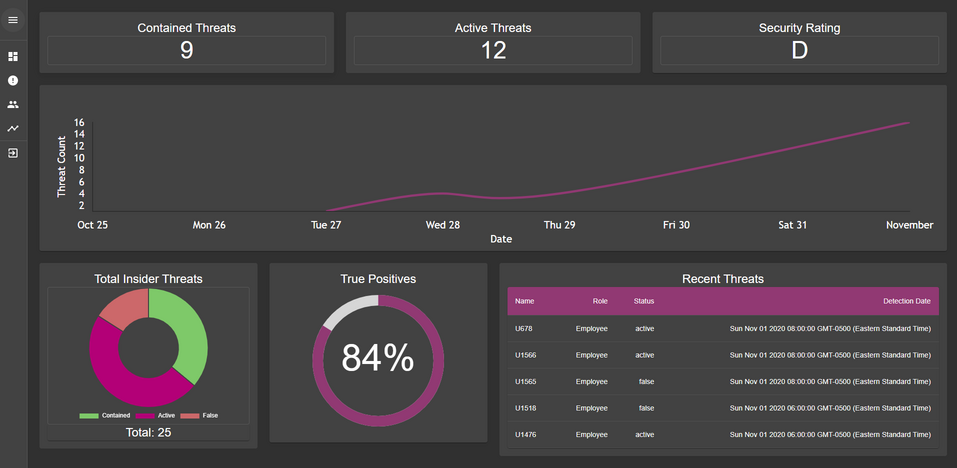 Contained Threats
9
Active Threats
12
Security Rating
D
16
14
12
10
8
6
4
2
Threat Count
Oct 25 Mon 26 Tue 27 Wed 28 Thu 29 Fri 30 Sat 31 November
Date
Total Insider Threats
Contained Active False
Total: 25
True Positives
84%
Recent Threats
Name Role Status Detection Date
U678 Employee active Sun Nov 01 2020 08:00:00 GMT-0500 (Eastern Standard Time)
U1566 Employee active Sun Nov 01 2020 08:00:00 GMT-0500 (Eastern Standard Time)
U1565 Employee false Sun Nov 01 2020 08:00:00 GMT-0500 (Eastern Standard Time)
U1518 Employee false Sun Nov 01 2020 06:00:00 GMT-0500 (Eastern Standard Time)
U1476 Employee active Sun Nov 01 2020 06:00:00 GMT-0500 (Eastern Standard Time)